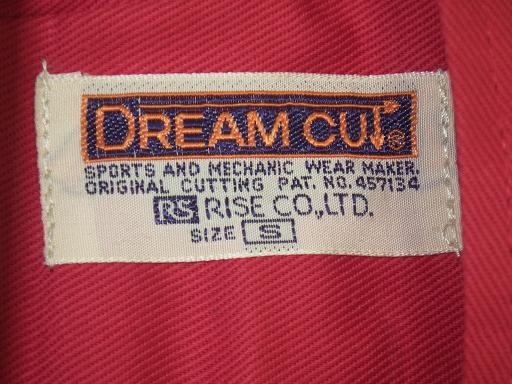 DREAM CUT®
SPORTS AND MECHANIC WEAR MAKER.
ORIGINAL CUTTING PAT. NO. 457134
RS RISE CO.,LTD.
SIZE S